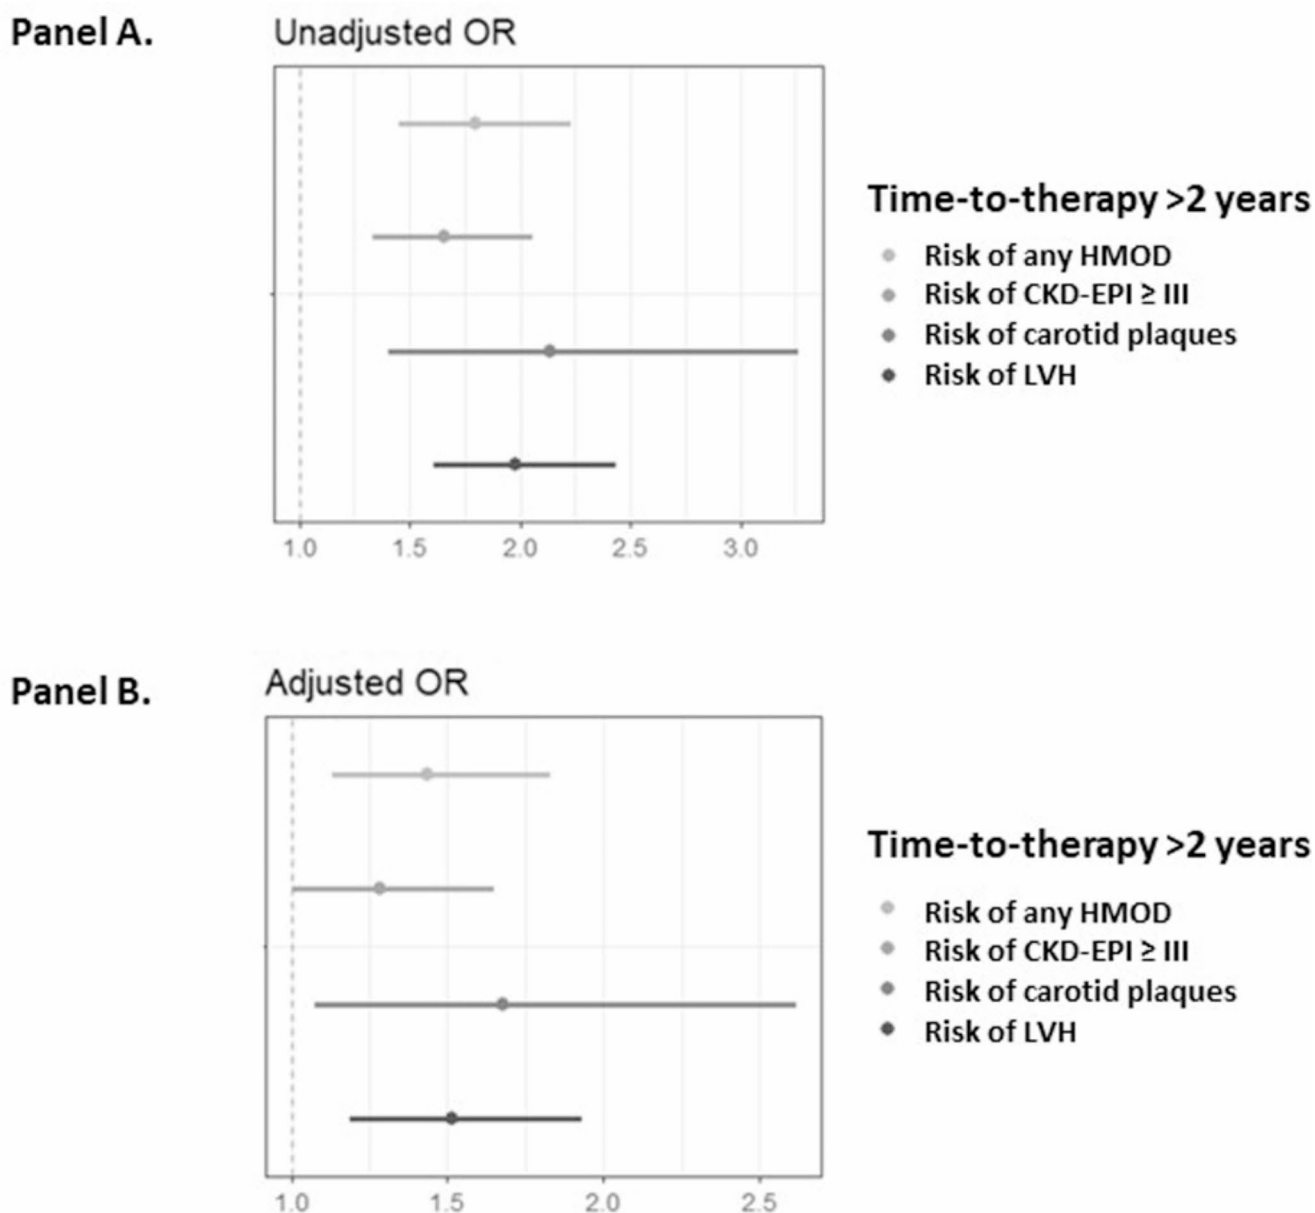 Panel A.
Unadjusted OR
Time-to-therapy >2 years
Risk of any HMOD
Risk of CKD-EPI ≥ III
Risk of carotid plaques
Risk of LVH
1.0 1.5 2.0 2.5 3.0
Panel B.
Adjusted OR
Time-to-therapy >2 years
Risk of any HMOD
Risk of CKD-EPI ≥ III
Risk of carotid plaques
Risk of LVH
1.0 1.5 2.0 2.5